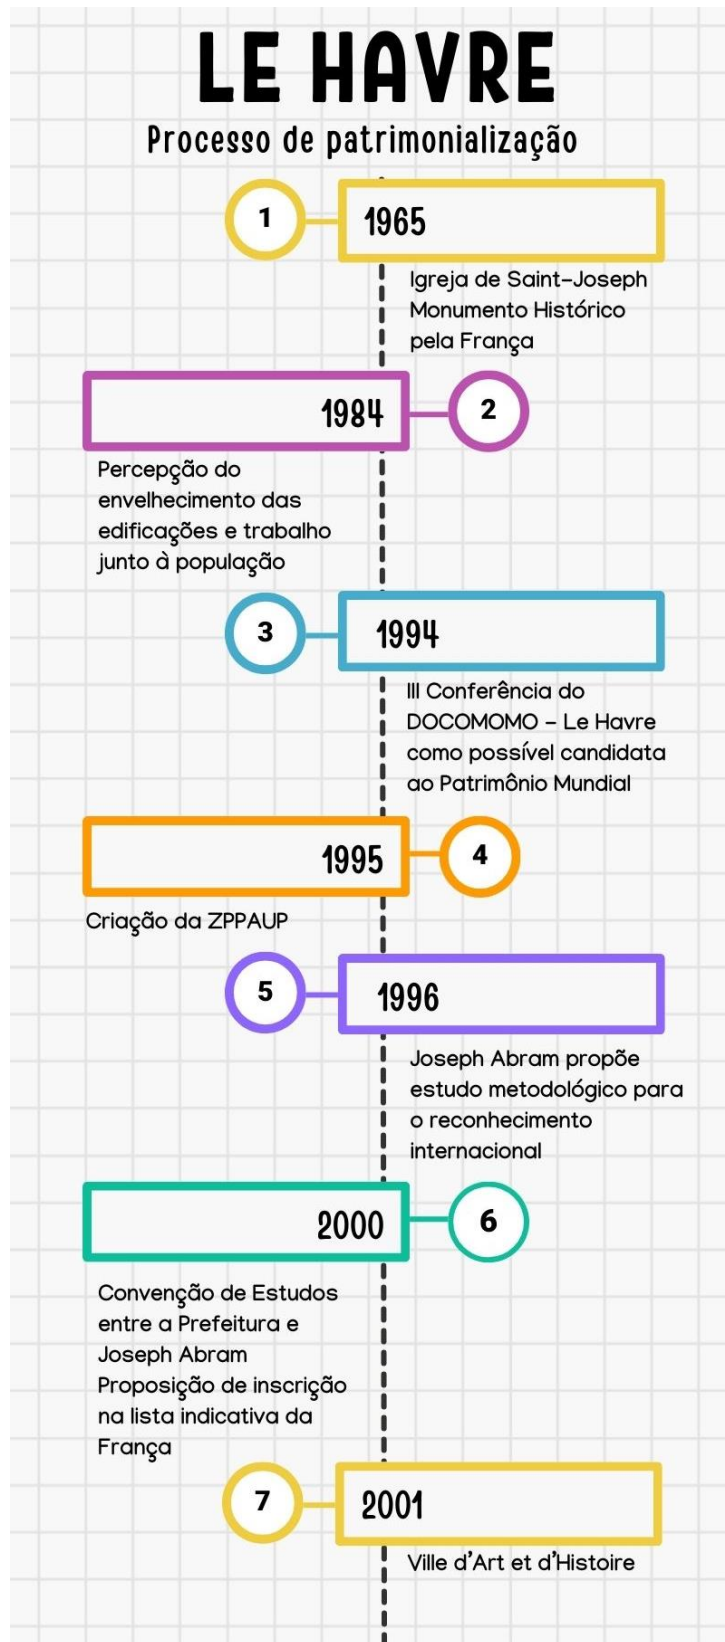 LE HAVRE
Processo de patrimonialização
1
1965
Igreja de Saint-Joseph
Monumento Histórico
pela França
1984
2
Percepção do
envelhecimento das
edificações e trabalho
junto à população
3
1994
III Conferência do
DOCOMOMO - Le Havre
como possível candidata
ao Patrimônio Mundial
1995
4
Criação da ZPPAUP
5
1996
Joseph Abram propõe
estudo metodológico para
o reconhecimento
internacional
2000
6
Convenção de Estudos
entre a Prefeitura e
Joseph Abram
Proposição de inscrição
na lista indicativa da
França
7
2001
Ville d'Art et d'Histoire